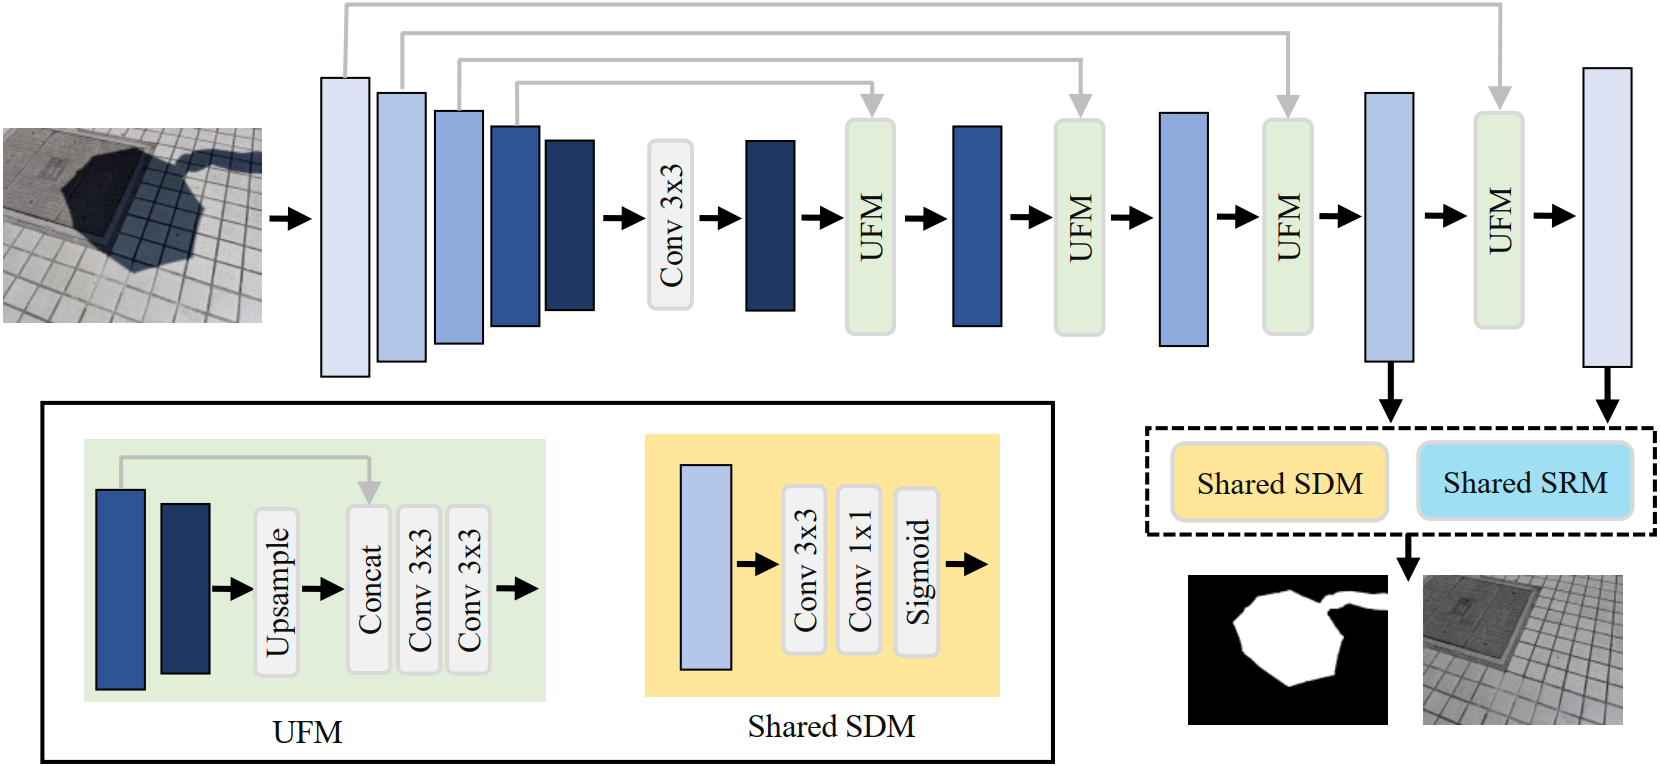 Conv 3x3
UFM
UFM
UFM
UFM
Shared SDM
Shared SRM
Upsample
Concat
Conv 3x3
Conv 3x3
UFM
Conv 3x3
Conv 1x1
Sigmoid
Shared SDM